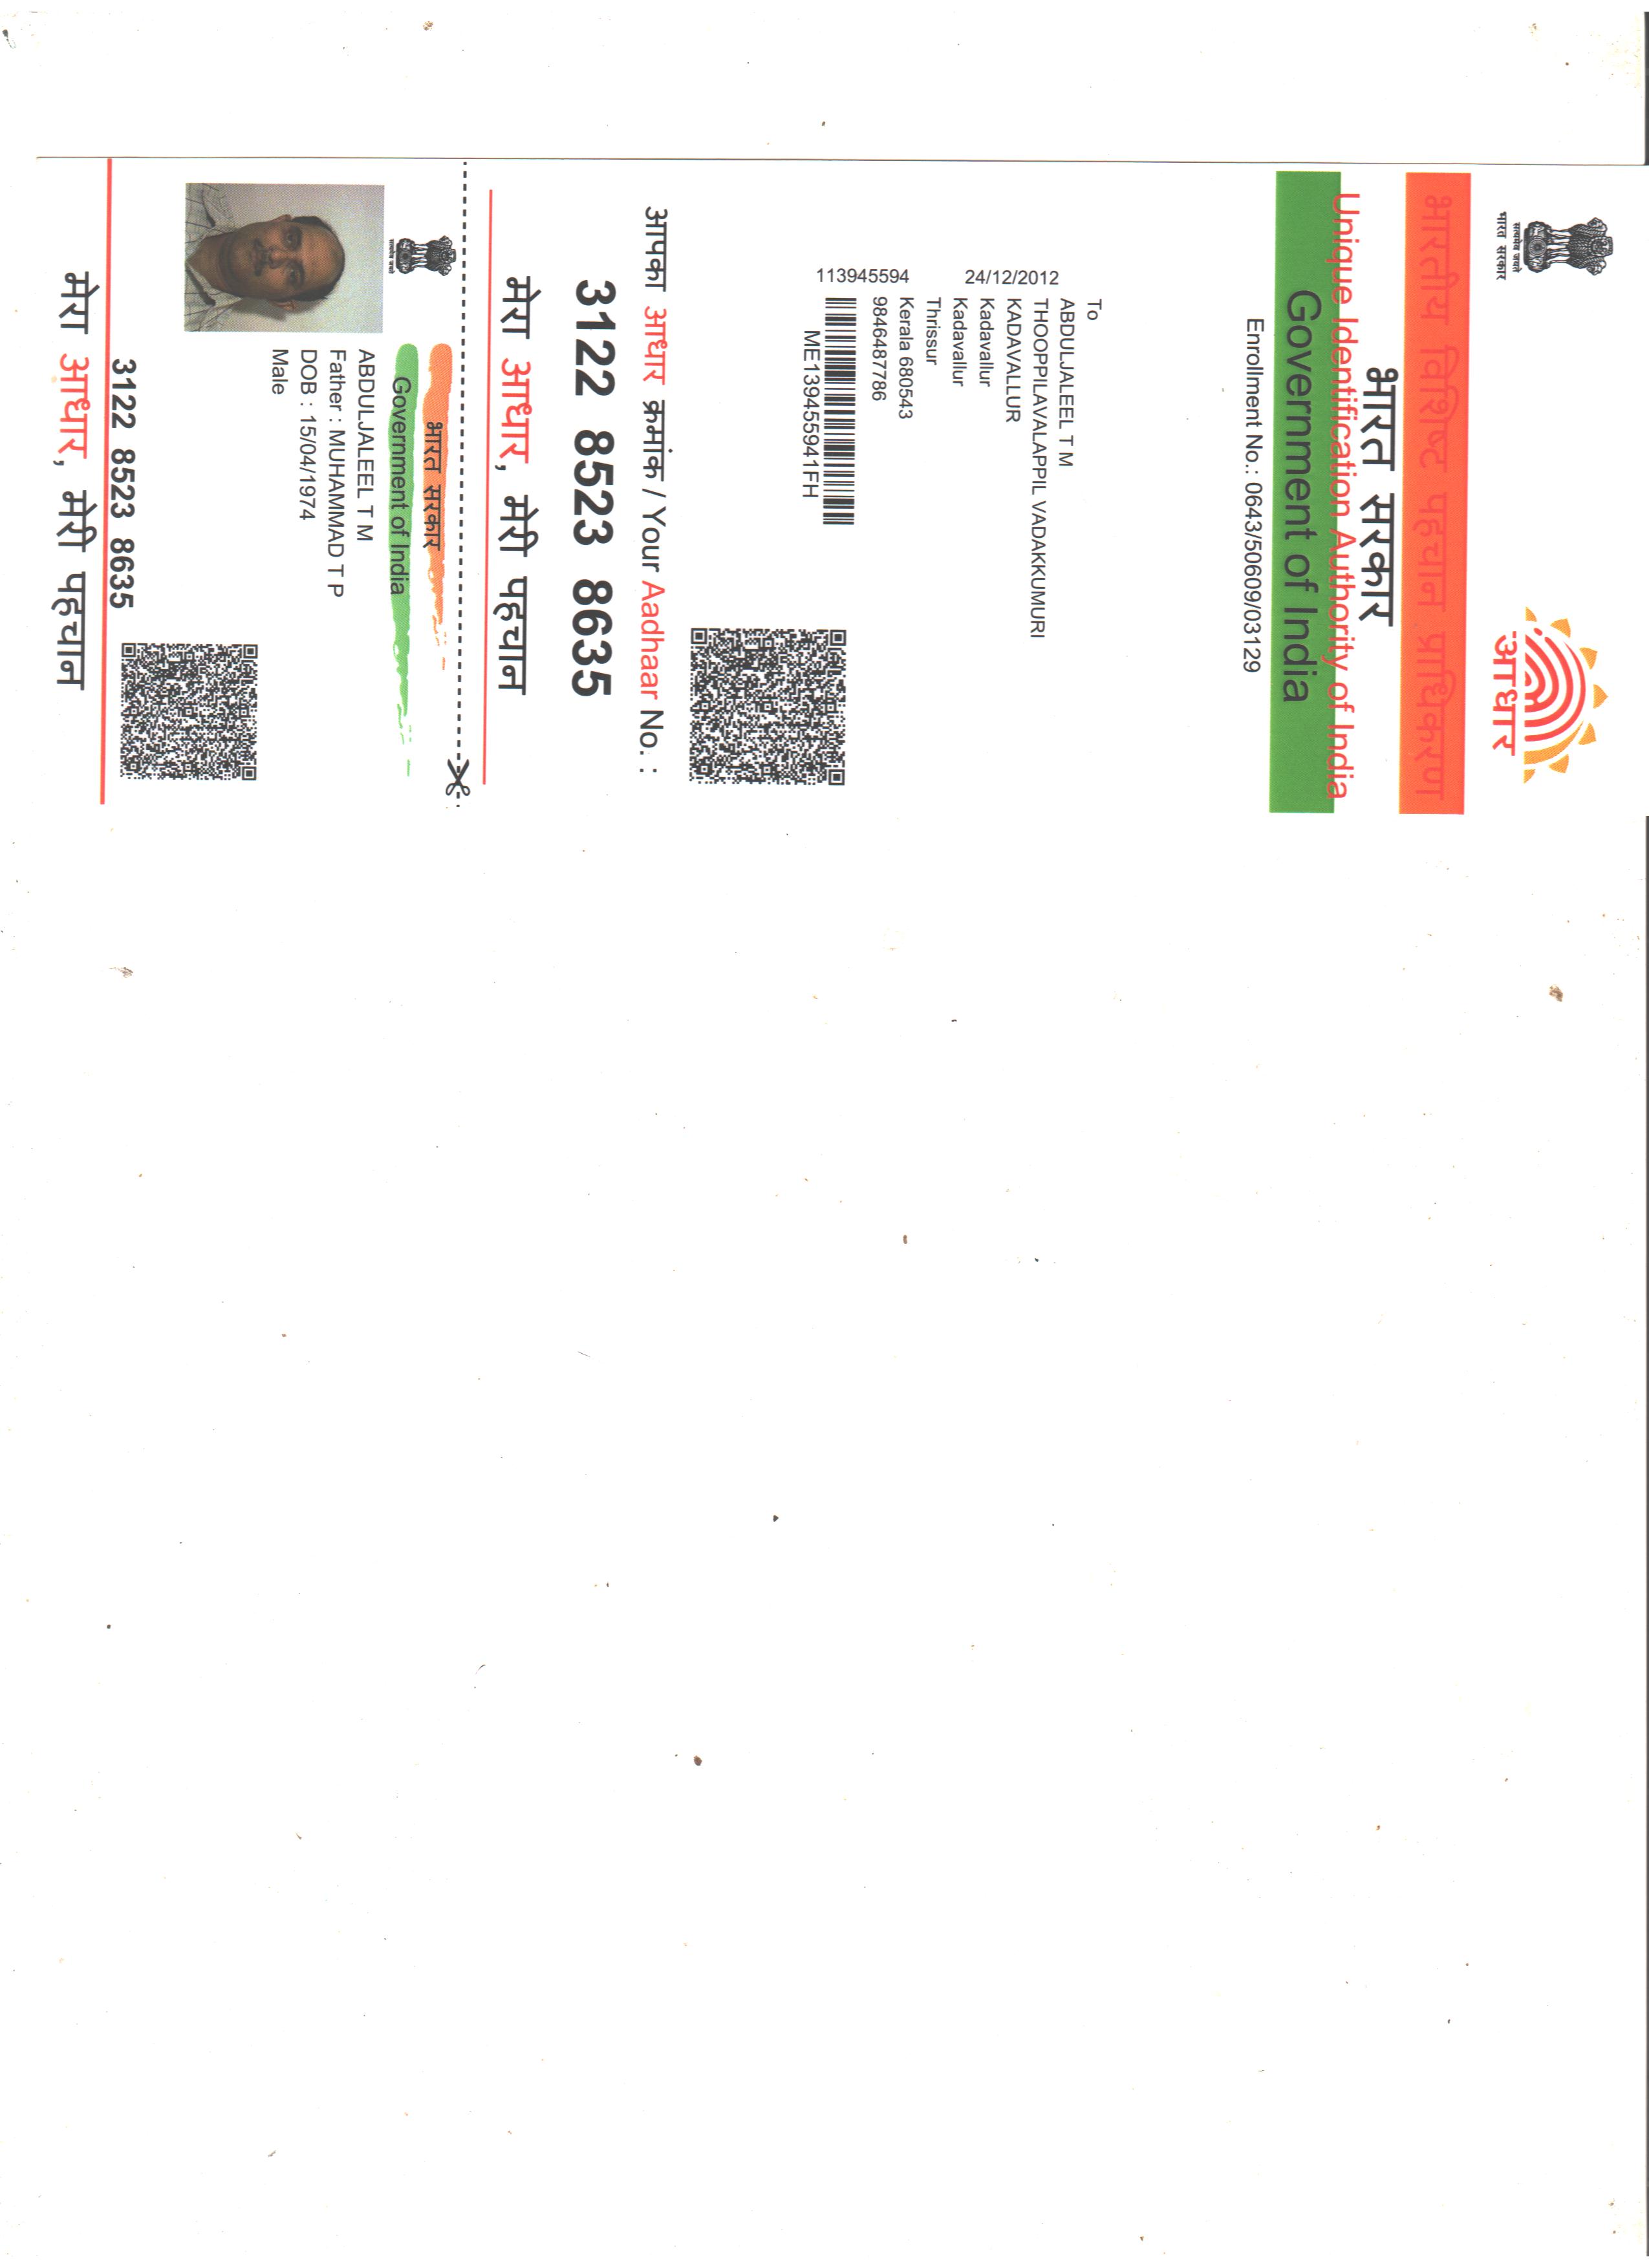 सत्यमेव जयते
भारत सरकार
आधार
भारतीय विशिष्ट पहचान प्राधिकरण
भारत सरकार
Unique Identification Authority of India
Government of India
Enrollment No.: 0643/50609/03129
To
ABDULJALEEL T M
THOOPPILAVALAPPIL VADAKKUMURI
KADAVALLUR
Kadavallur
Kadavallur
Thrissur
Kerala 680543
9846487786
24/12/2012
113945594
ME139455941FH
आपका आधार क्रमांक / Your Aadhaar No. :
3122 8523 8635
मेरा आधार, मेरी पहचान
सत्यमेव जयते
भारत सरकार
Government of India
ABDULJALEEL T M
Father : MUHAMMAD T P
DOB : 15/04/1974
Male
3122 8523 8635
मेरा आधार, मेरी पहचान